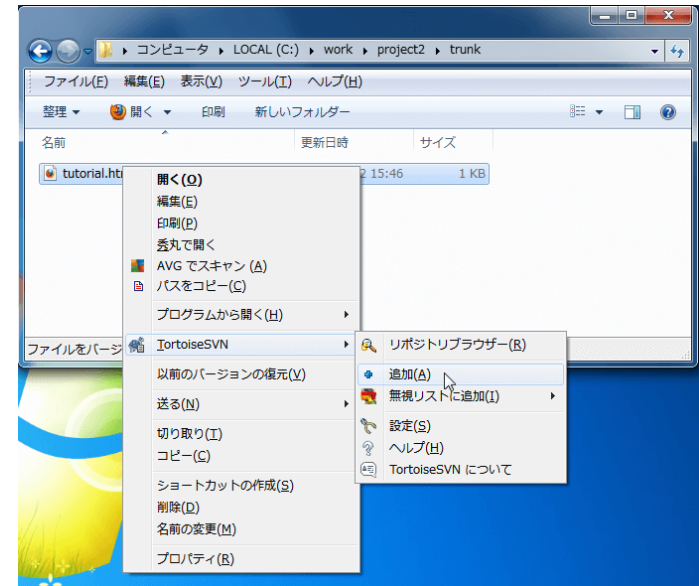 コンピュータ ▸ LOCAL (C:) ▸ work ▸ project2 ▸ trunk
ファイル(F) 編集(E) 表示(V) ツール(T) ヘルプ(H)
整理 開く 印刷 新しいフォルダー
名前 更新日時 サイズ
tutorial.ht 2 15:46 1 KB
開く(O)
編集(E)
印刷(P)
秀丸で開く
AVG でスキャン (A)
パスをコピー(C)
プログラムから開く(H)
ファイルをバージ
TortoiseSVN
以前のバージョンの復元(V)
送る(N)
切り取り(T)
コピー(C)
ショートカットの作成(S)
削除(D)
名前の変更(M)
プロパティ(R)
リポジトリブラウザー(R)
追加(A)
無視リストに追加(I)
設定(S)
ヘルプ(H)
TortoiseSVN について